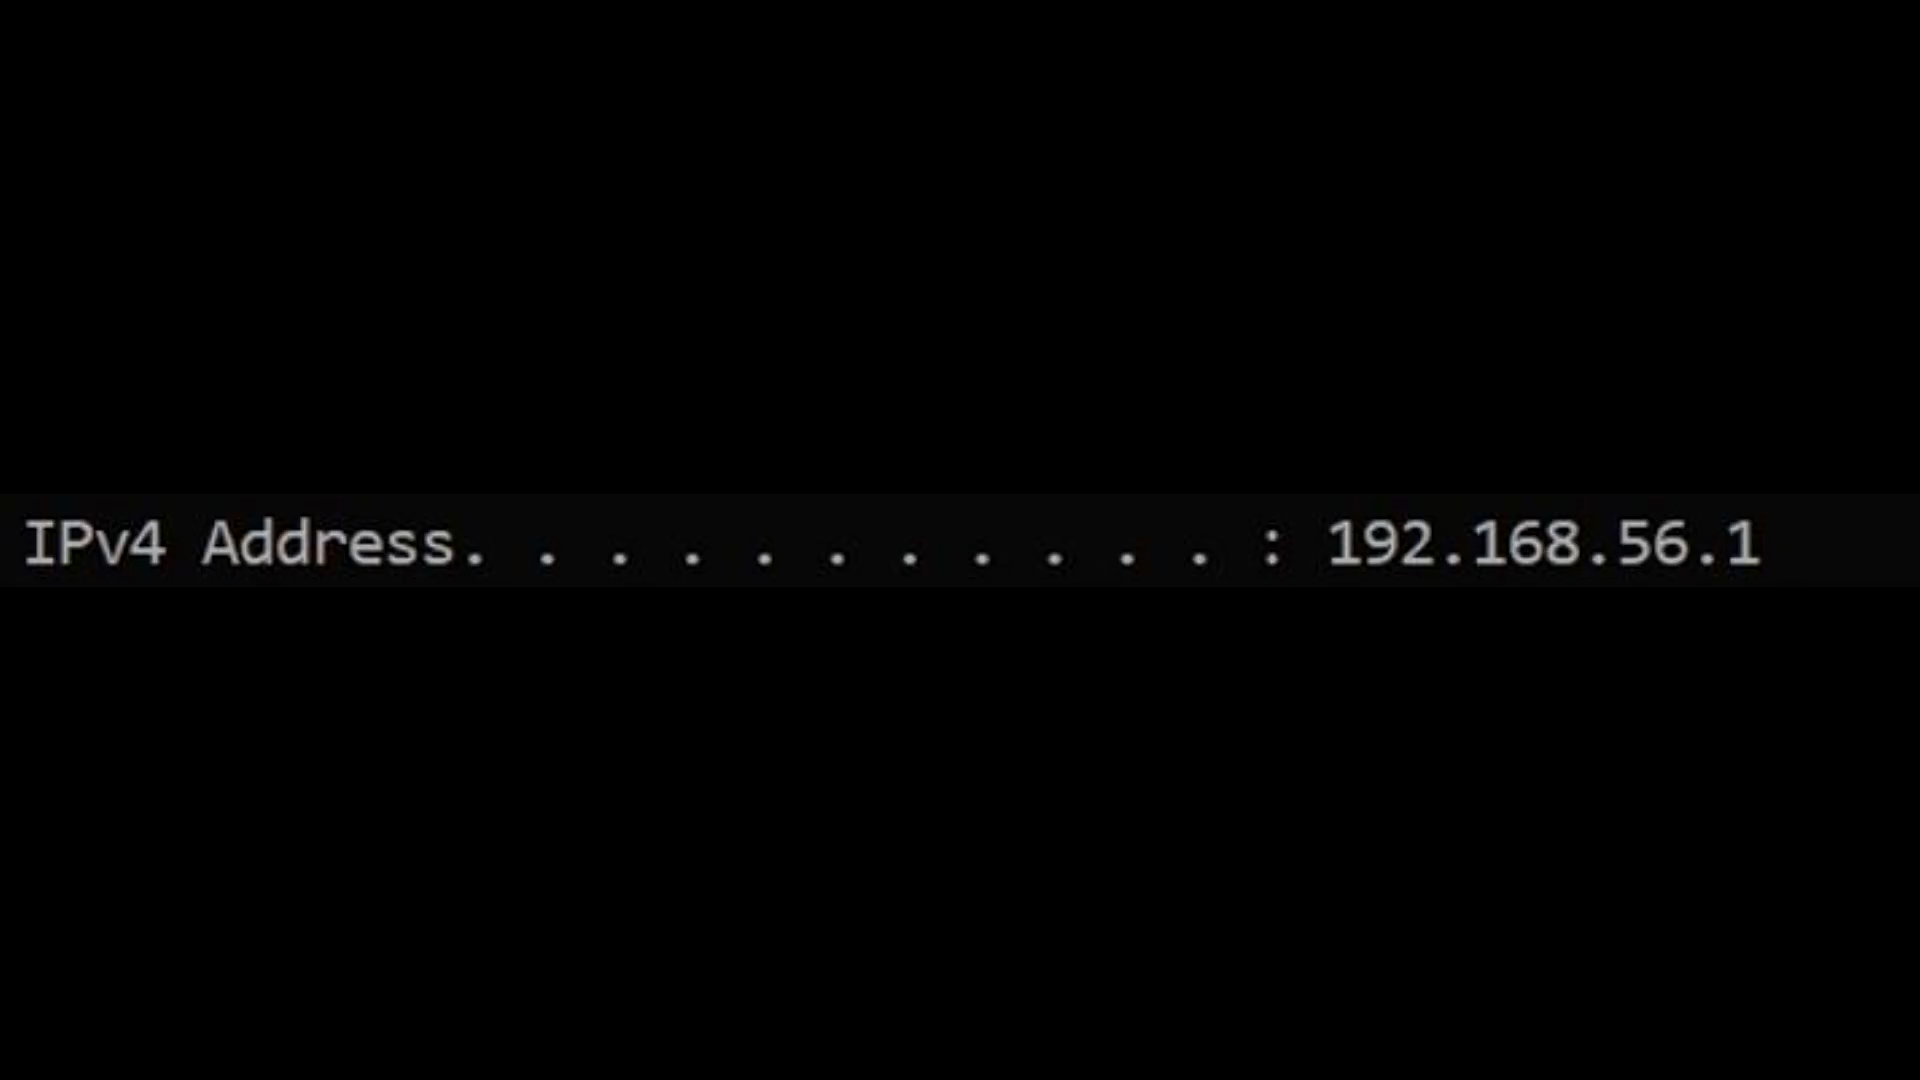 IPv4 Address. . . . . . . . . . . : 192.168.56.1